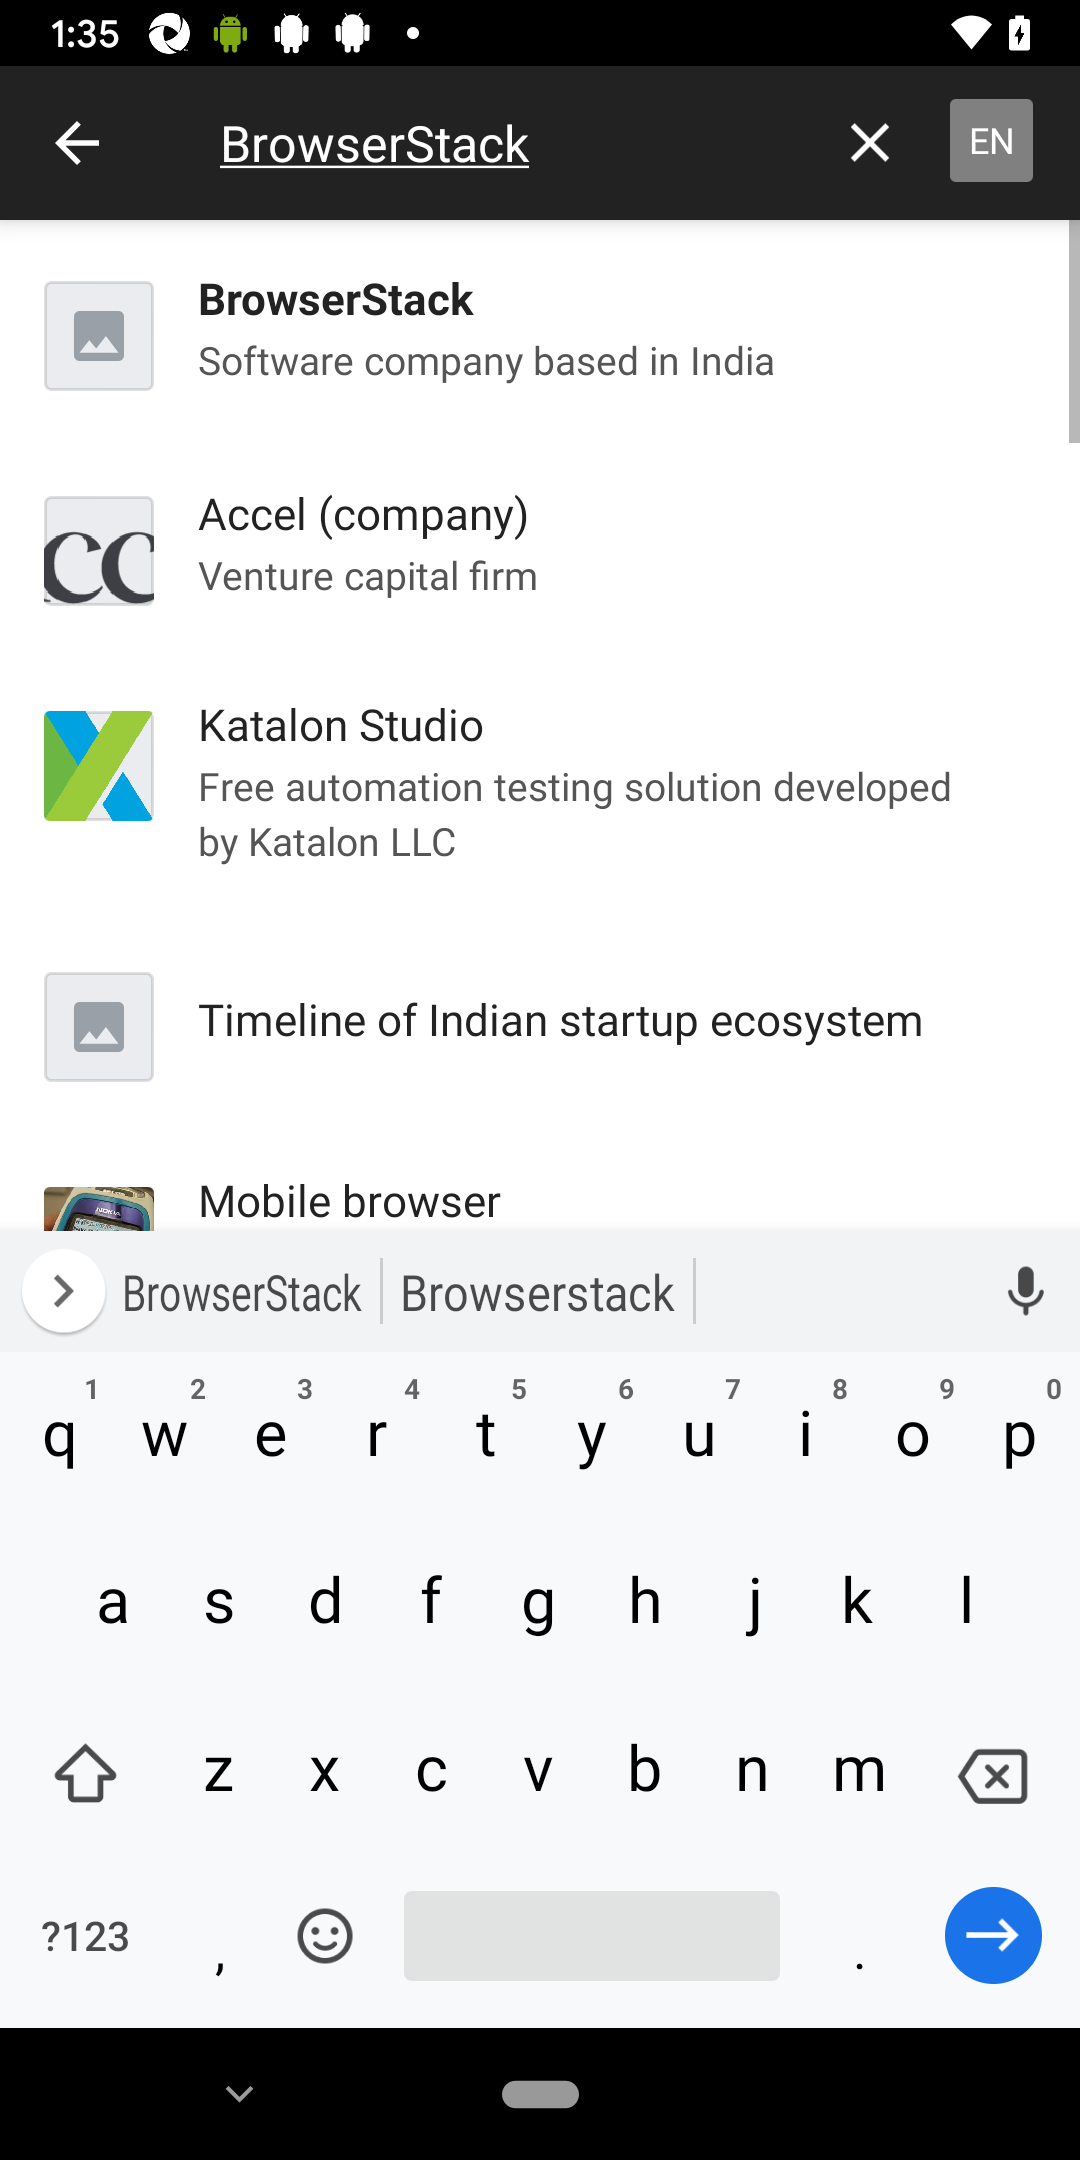 1:35
BrowserStack
EN
BrowserStack
Software company based in India
CC
Accel (company)
Venture capital firm
Katalon Studio
Free automation testing solution developed
by Katalon LLC
Timeline of Indian startup ecosystem
NOKIA
Mobile browser
BrowserStack Browserstack
1 2 3 4 5 6 7 8 9 0
q w e r t y u i o p
a s d f g h j k l
z x c v b n m
?123 , .